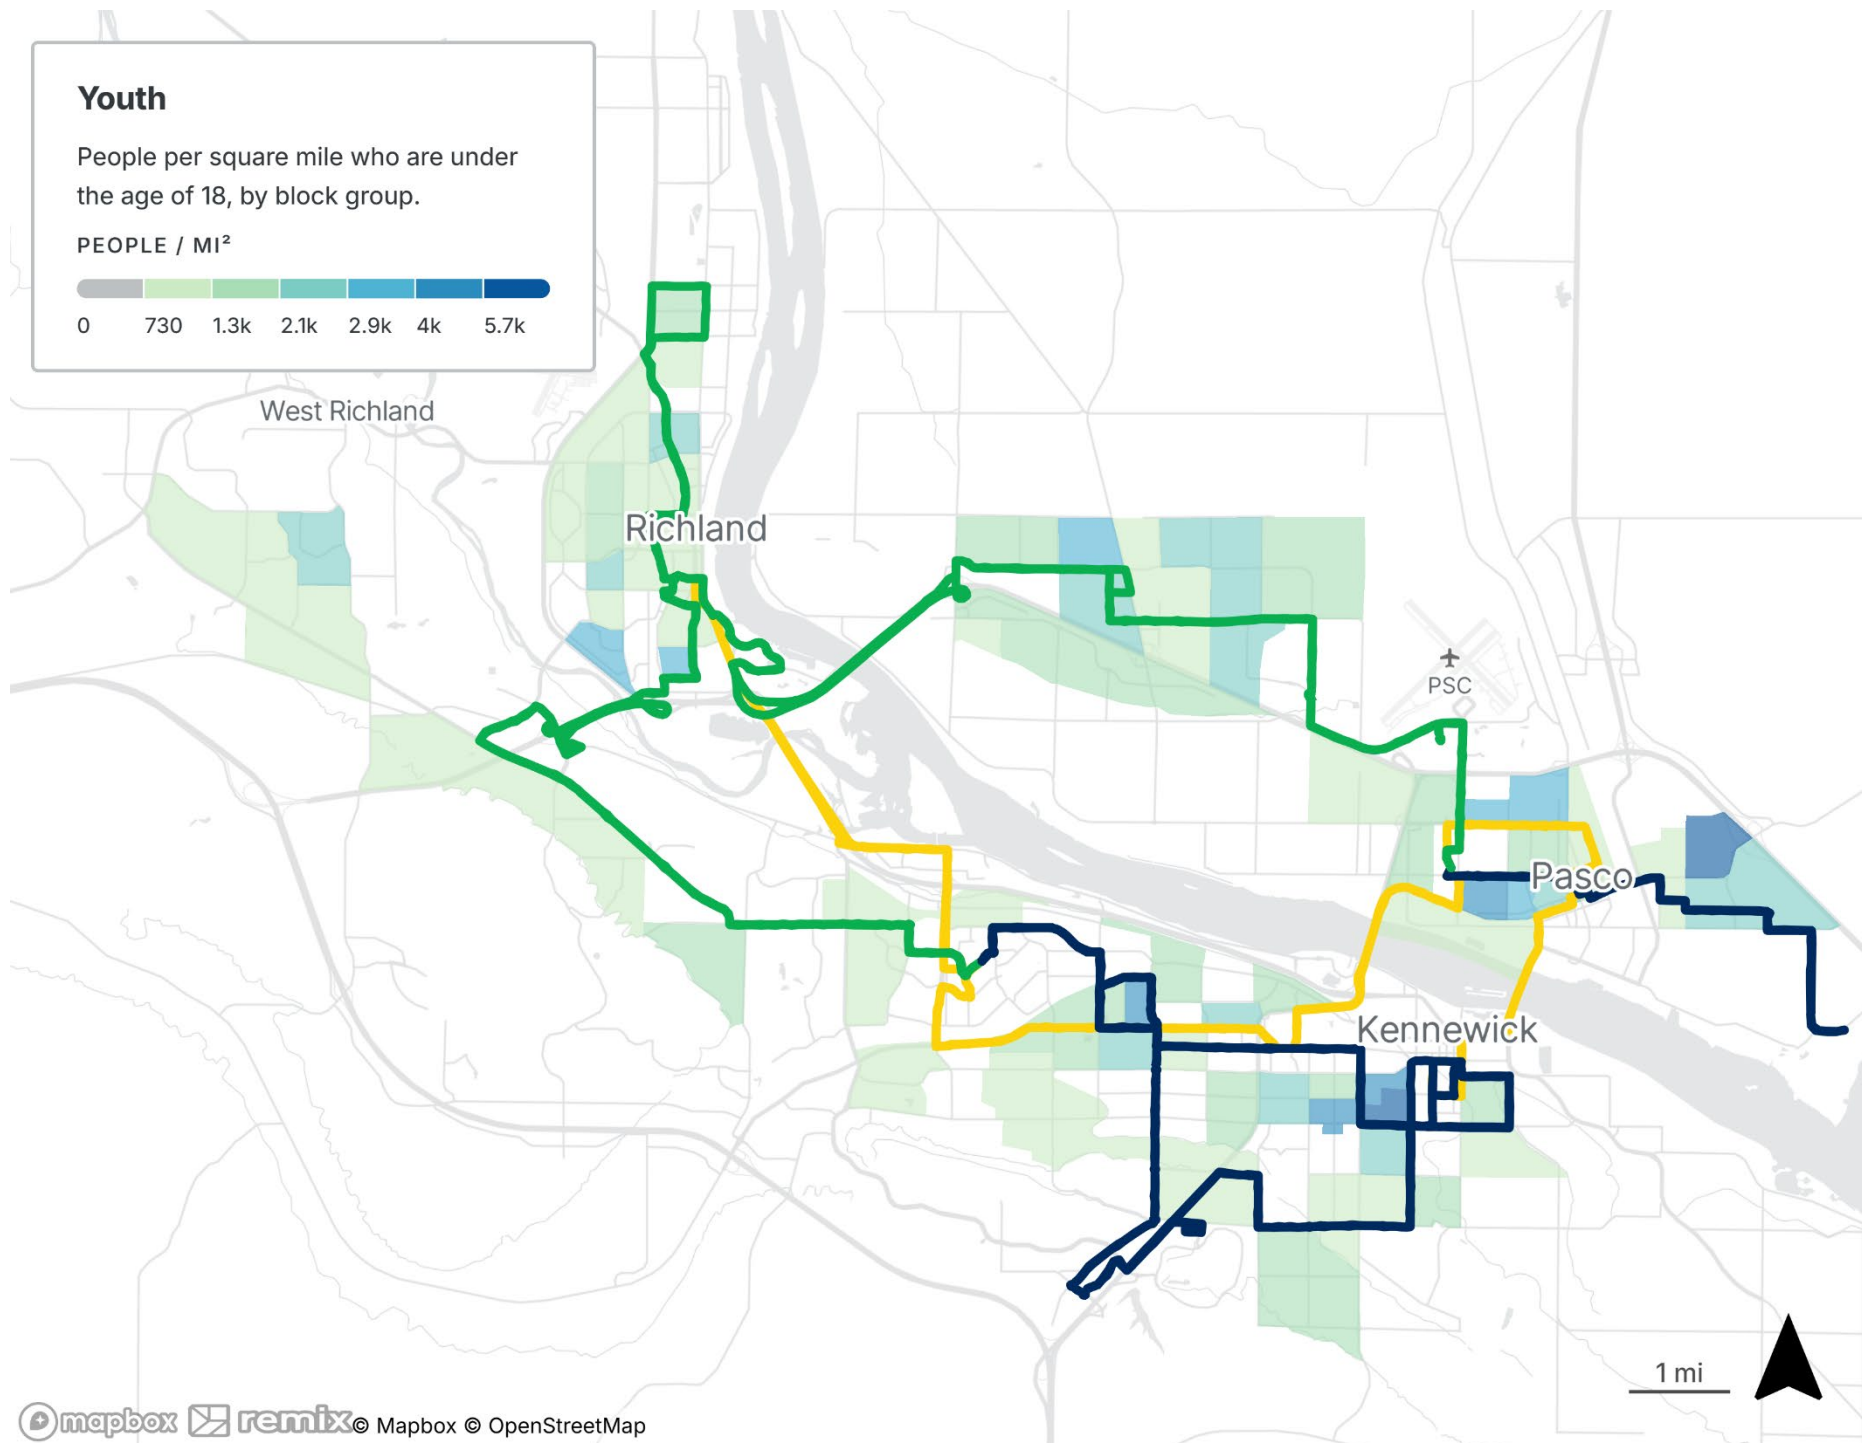 Youth
People per square mile who are under
the age of 18, by block group.
PEOPLE / MI²
0 730 1.3k 2.1k 2.9k 4k 5.7k
West Richland
Richland
PSC
Pasco
Kennewick
1 mi
mapbox remix © Mapbox © OpenStreetMap